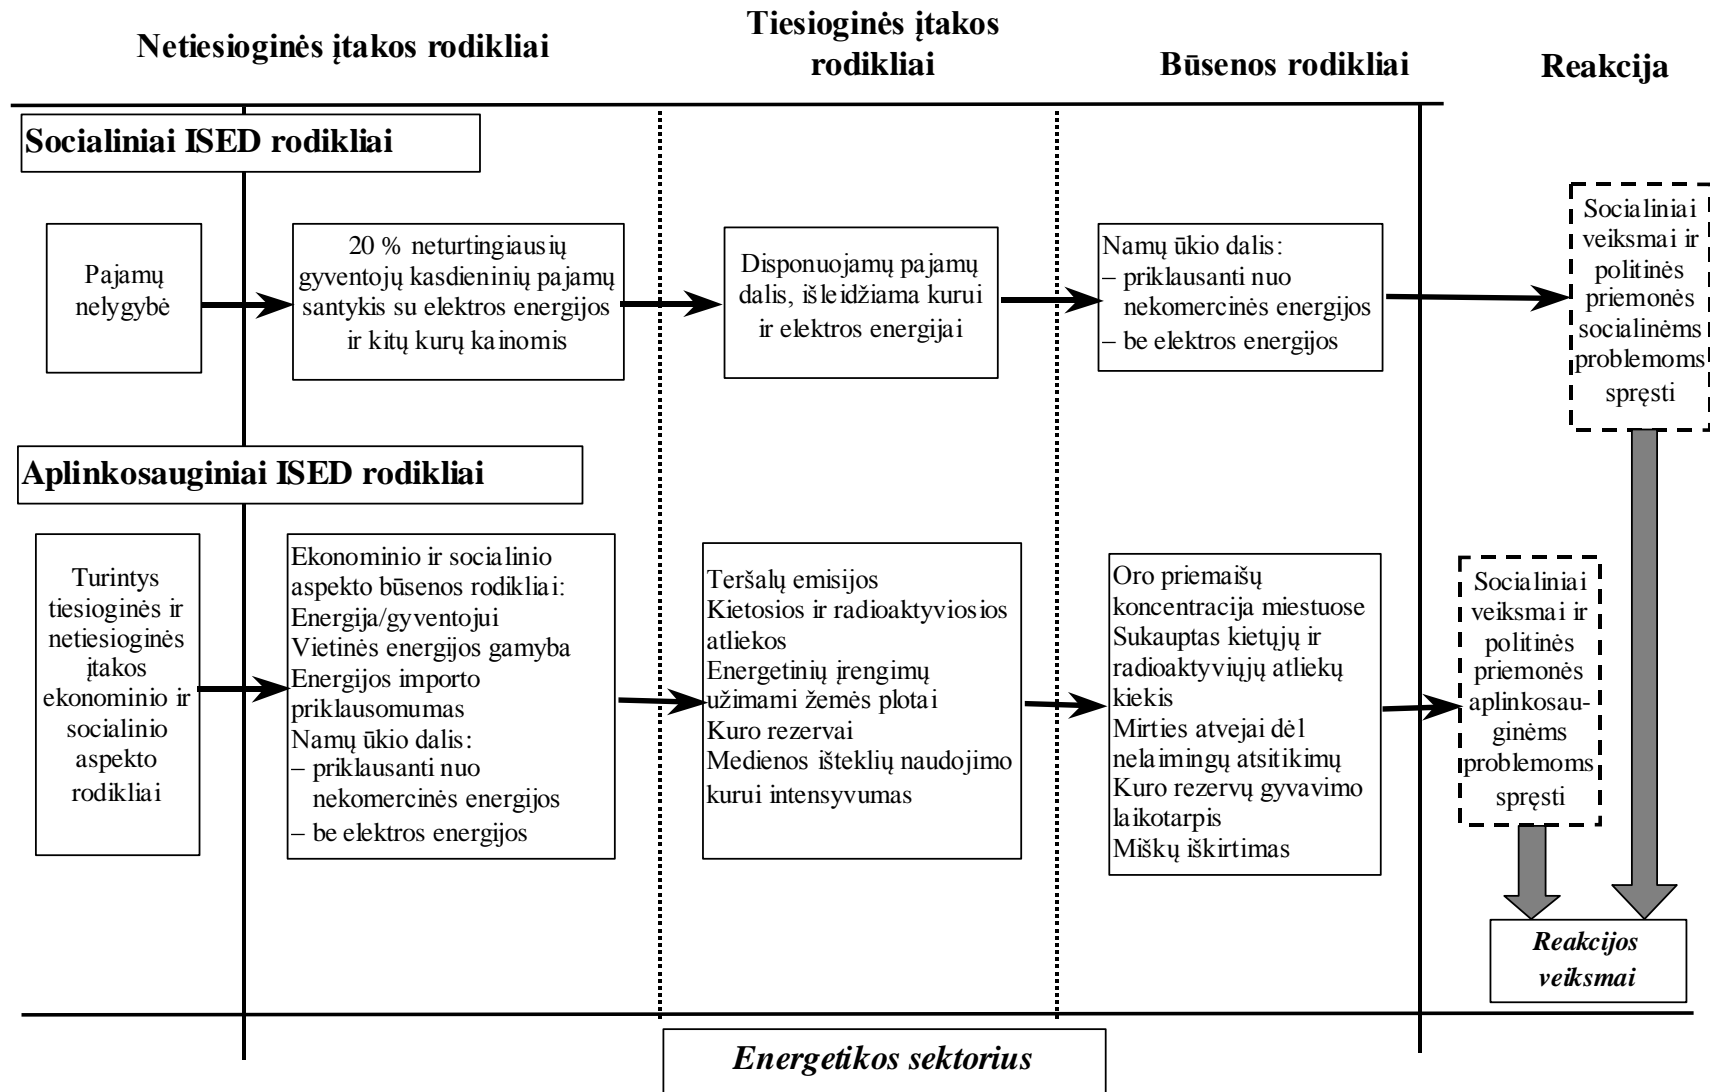 Netiesioginės įtakos rodikliai
Tiesioginės įtakos
rodikliai
Būsenos rodikliai
Reakcija
Socialiniai ISED rodikliai
Pajamų
nelygybė
20 % neturtingiausių
gyventojų kasdieninių pajamų
santykis su elektros energijos
ir kitų kurų kainomis
Disponuojamų pajamų
dalis, išleidžiama kurui
ir elektros energijai
Namų ūkio dalis:
– priklausanti nuo
nekomercinės energijos
– be elektros energijos
Socialiniai
veiksmai ir
politinės
priemonės
socialinėms
problemoms
spręsti
Aplinkosauginiai ISED rodikliai
Turintys
tiesioginės ir
netiesioginės
įtakos
ekonominio ir
socialinio
aspekto
rodikliai
Ekonominio ir socialinio
aspekto būsenos rodikliai:
Energija/gyventojui
Vietinės energijos gamyba
Energijos importo
priklausomumas
Namų ūkio dalis:
– priklausanti nuo
nekomercinės energijos
– be elektros energijos
Teršalų emisijos
Kietosios ir radioaktyviosios
atliekos
Energetinių įrengimų
užimami žemės plotai
Kuro rezervai
Medienos išteklių naudojimo
kurui intensyvumas
Oro priemaišų
koncentracija miestuose
Sukauptas kietųjų ir
radioaktyviųjų atliekų
kiekis
Mirties atvejai dėl
nelaimingų atsitikimų
Kuro rezervų gyvavimo
laikotarpis
Miškų iškirtimas
Socialiniai
veiksmai ir
politinės
priemonės
aplinkosau-
ginėms
problemoms
spręsti
Reakcijos
veiksmai
Energetikos sektorius